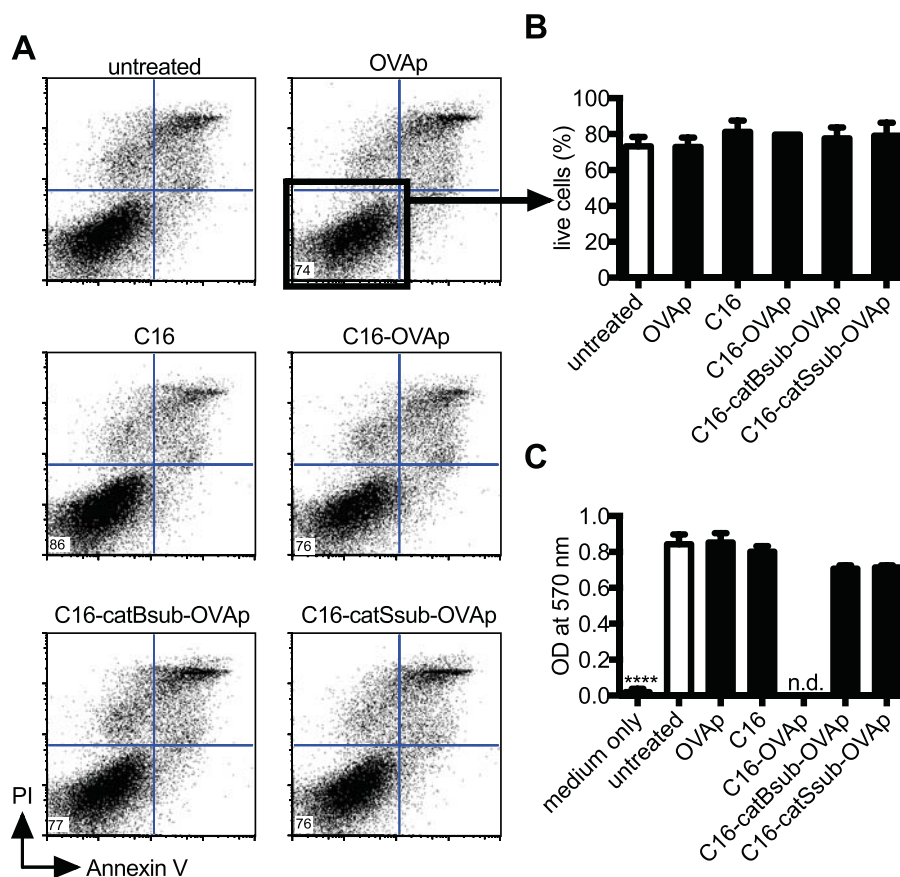 A
untreated
OVAp
74
C16
C16-OVAp
86
76
C16-catBsub-OVAp
C16-catSsub-OVAp
77
76
PI
Annexin V
B
live cells (%)
100
80
60
40
20
0
untreated
OVAp
C16
C16-OVAp
C16-catBsub-OVAp
C16-catSsub-OVAp
C
OD at 570 nm
1.0
0.8
0.6
0.4
0.2
0.0
****
n.d.
medium only
untreated
OVAp
C16
C16-OVAp
C16-catBsub-OVAp
C16-catSsub-OVAp